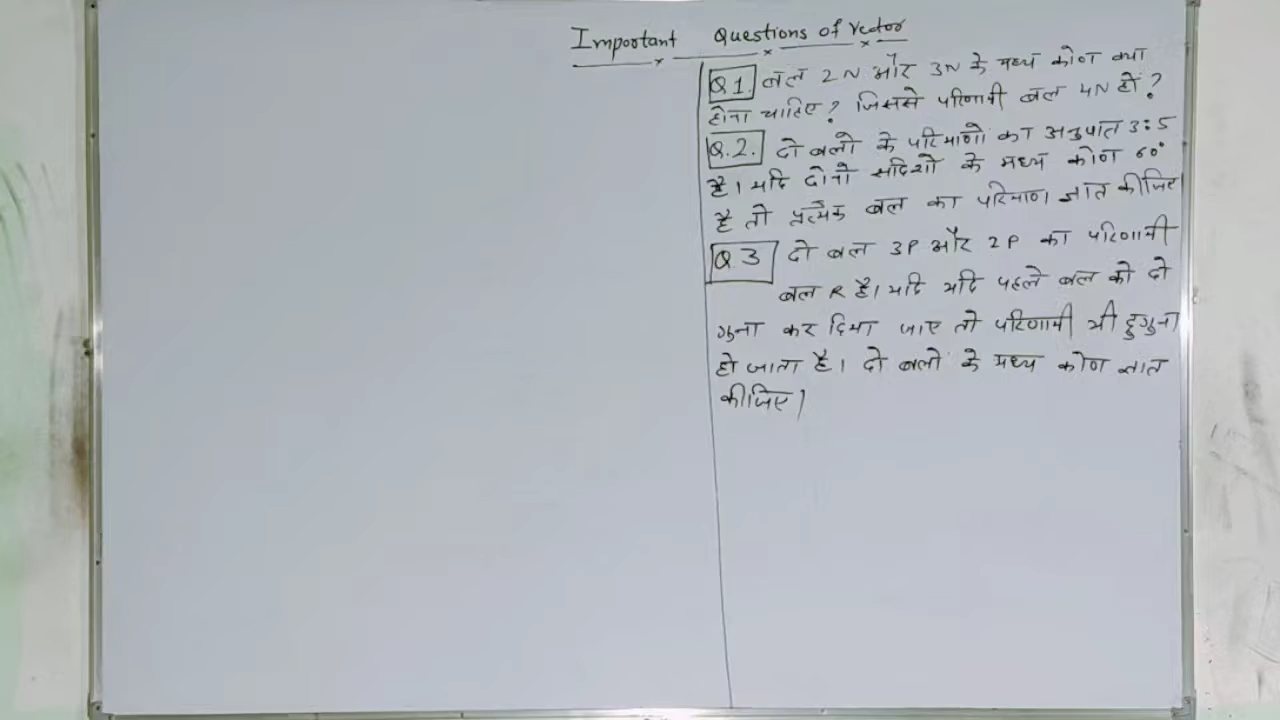 Important Questions of Vector
Q.1. बल 2N और 3N के मध्य कोण क्या
होना चाहिए? जिससे परिणामी बल 4N हो?
Q.2. दो बलो के परिमाणो का अनुपात 3:5
है। यदि दोनो सदिशो के मध्य कोण 60°
है तो प्रत्येक बल का परिमाण ज्ञात कीजिए
Q.3 दो बल 3P और 2P का परिणामी
बल R है। यदि यदि पहले बल को दो
गुना कर दिया जाए तो परिणामी भी दुगुना
हो जाता है। दो बलो के मध्य कोण ज्ञात
कीजिए।